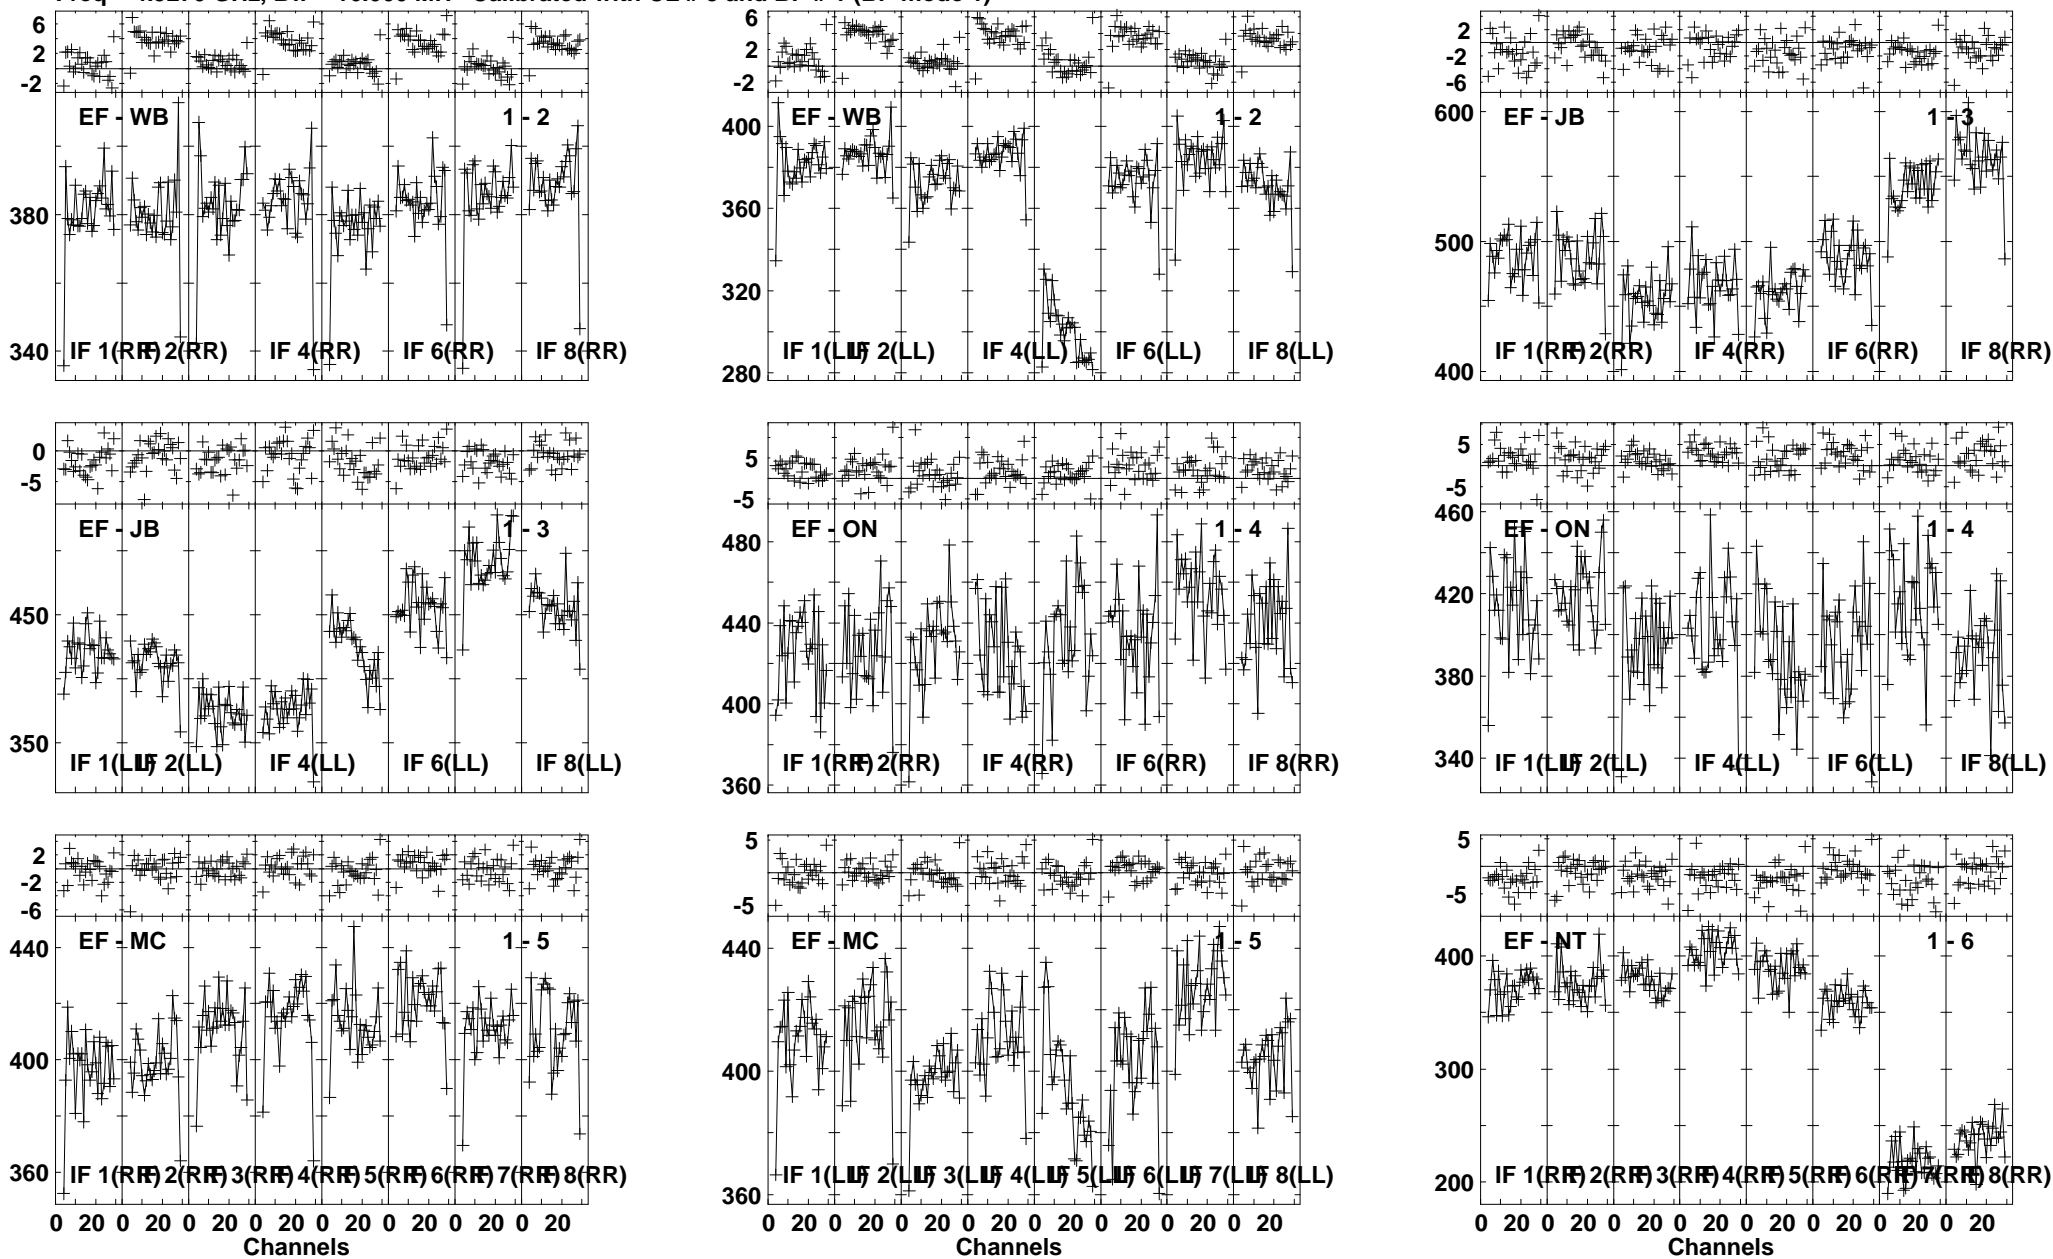 6
2
-2
EF - WB 1 - 2
380
340
IF 1(RR) IF 2(RR) IF 4(RR) IF 6(RR) IF 8(RR)
6
2
-2
EF - WB 1 - 2
400
360
320
280
IF 1(LL) IF 2(LL) IF 4(LL) IF 6(LL) IF 8(LL)
2
-2
-6
EF - JB 1 - 3
600
500
400
IF 1(RR) IF 2(RR) IF 4(RR) IF 6(RR) IF 8(RR)
0
-5
EF - JB 1 - 3
450
350
IF 1(LL) IF 2(LL) IF 4(LL) IF 6(LL) IF 8(LL)
5
-5
EF - ON 1 - 4
480
440
400
360
IF 1(RR) IF 2(RR) IF 4(RR) IF 6(RR) IF 8(RR)
5
-5
EF - ON 1 - 4
460
420
380
340
IF 1(LL) IF 2(LL) IF 4(LL) IF 6(LL) IF 8(LL)
2
-2
-6
EF - MC 1 - 5
440
400
360
IF 1(RR) IF 2(RR) IF 3(RR) IF 4(RR) IF 5(RR) IF 6(RR) IF 7(RR) IF 8(RR)
0 20 0 20 0 20 0 20 0 20 0 20 0 20 0 20
Channels
5
-5
EF - MC 1 - 5
440
400
360
IF 1(LL) IF 2(LL) IF 3(LL) IF 4(LL) IF 5(LL) IF 6(LL) IF 7(LL) IF 8(LL)
0 20 0 20 0 20 0 20 0 20 0 20 0 20 0 20
Channels
5
-5
EF - NT 1 - 6
400
300
200
IF 1(RR) IF 2(RR) IF 3(RR) IF 4(RR) IF 5(RR) IF 6(RR) IF 7(RR) IF 8(RR)
0 20 0 20 0 20 0 20 0 20 0 20 0 20 0 20
Channels